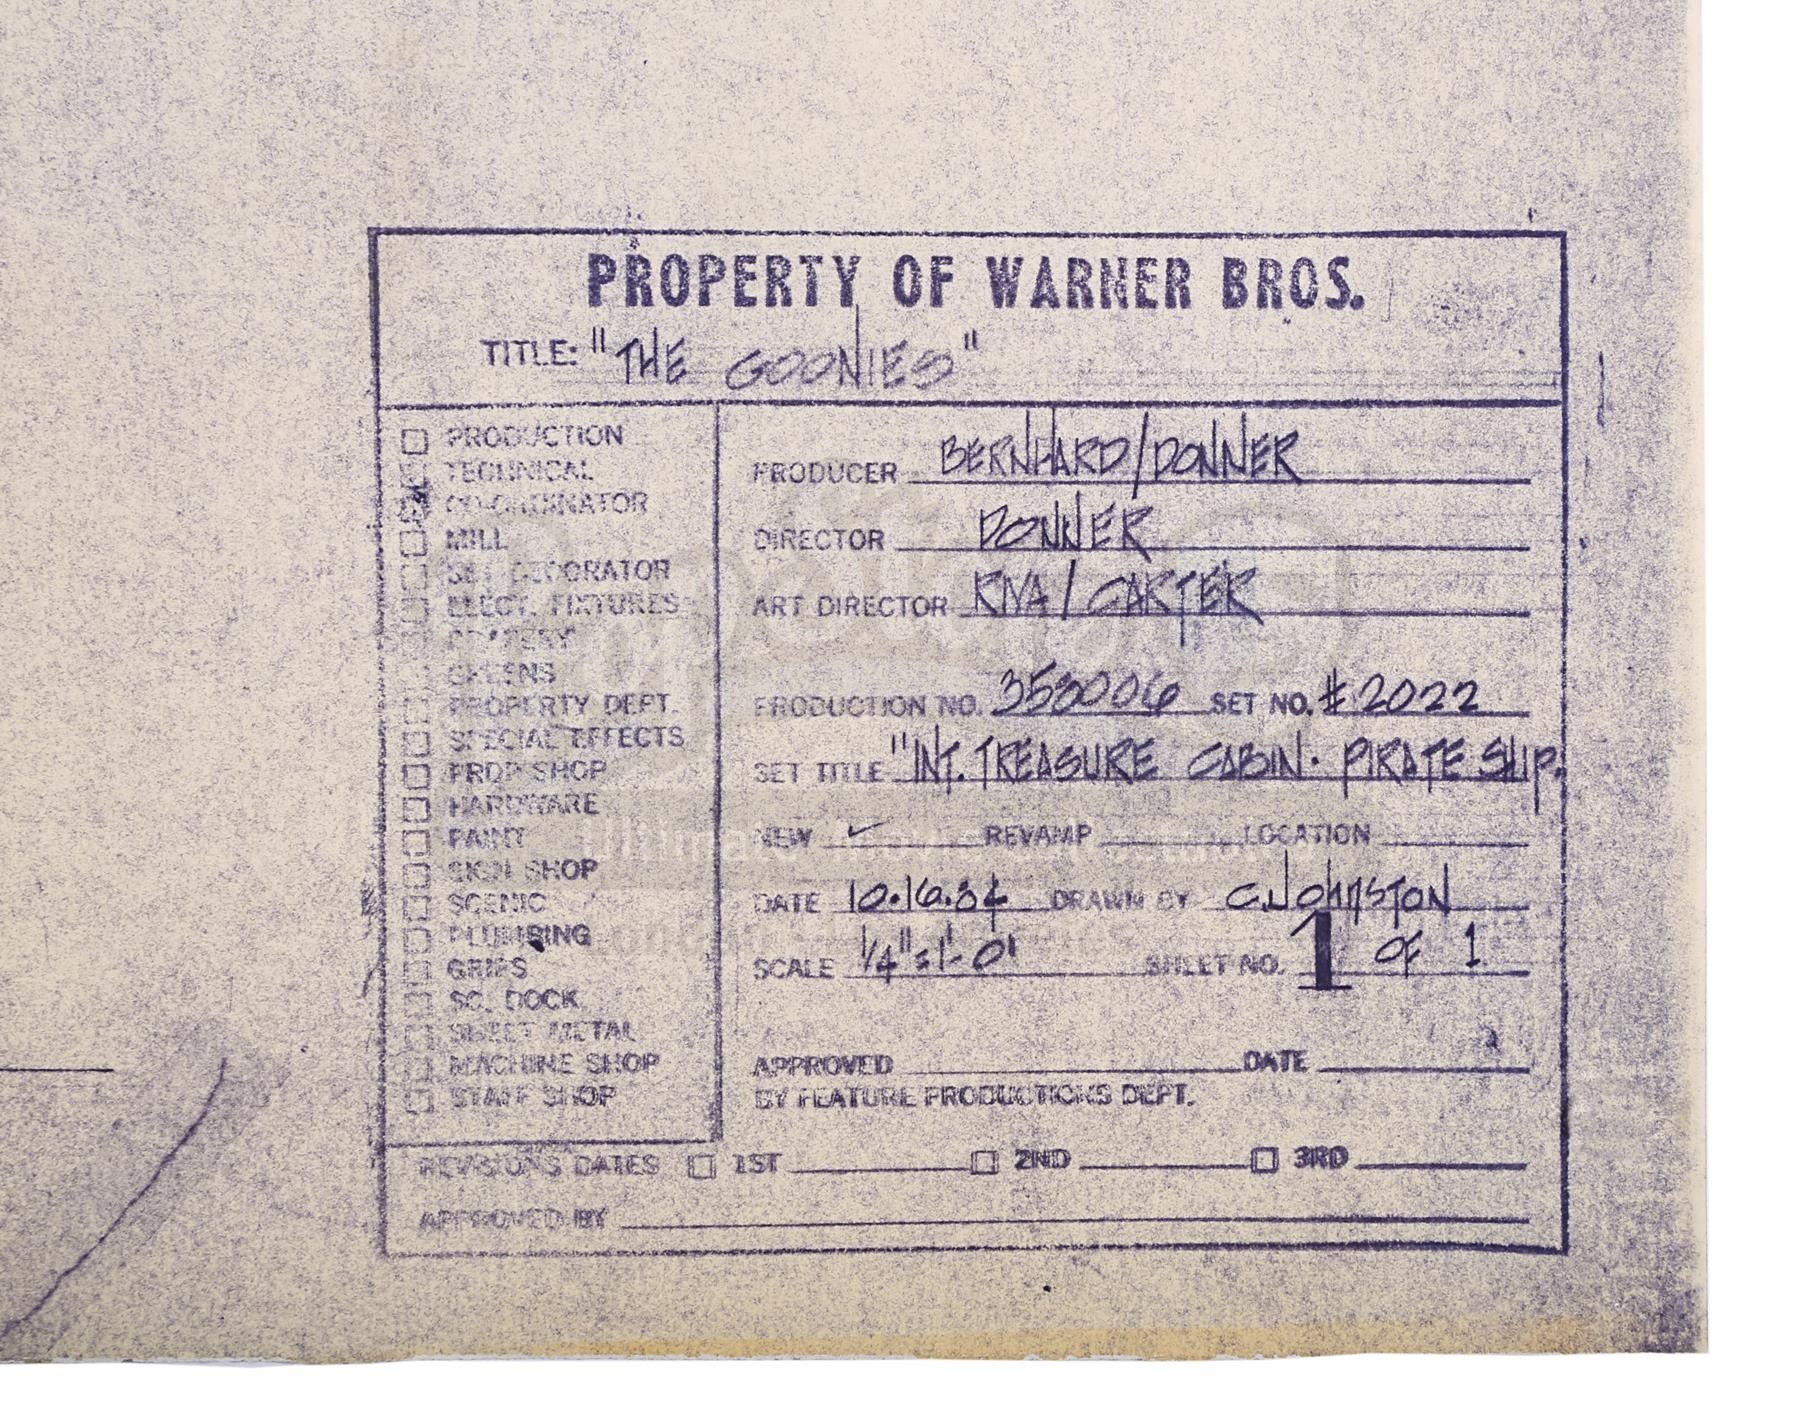 PROPERTY OF WARNER BROS.
TITLE: "THE GOONIES"
PRODUCTION
TECHNICAL
CO-ORDINATOR
MILL
SET DECORATOR
ELECT. FIXTURES
DRAPERY
GREENS
PROPERTY DEPT.
SPECIAL EFFECTS
PROP SHOP
HARDWARE
PAINT
SIGN SHOP
SCENIC
PLUMBING
GRIPS
SC. DOCK
SHEET METAL
MACHINE SHOP
STAFF SHOP
PRODUCER BERNHARD/DONNER
DIRECTOR DONNER
ART DIRECTOR RIVA/CARTER
PRODUCTION NO. 353006 SET NO. #2022
SET TITLE "INT. TREASURE CABIN· PIRATE SHIP.
NEW ✓ REVAMP LOCATION
DATE 10.16.84 DRAWN BY C.JOHNSTON
SCALE 1/4"=1'-0" SHEET NO. 1 OF 1
APPROVED DATE
BY FEATURE PRODUCTIONS DEPT.
REVISIONS DATES 1ST 2ND 3RD
APPROVED BY